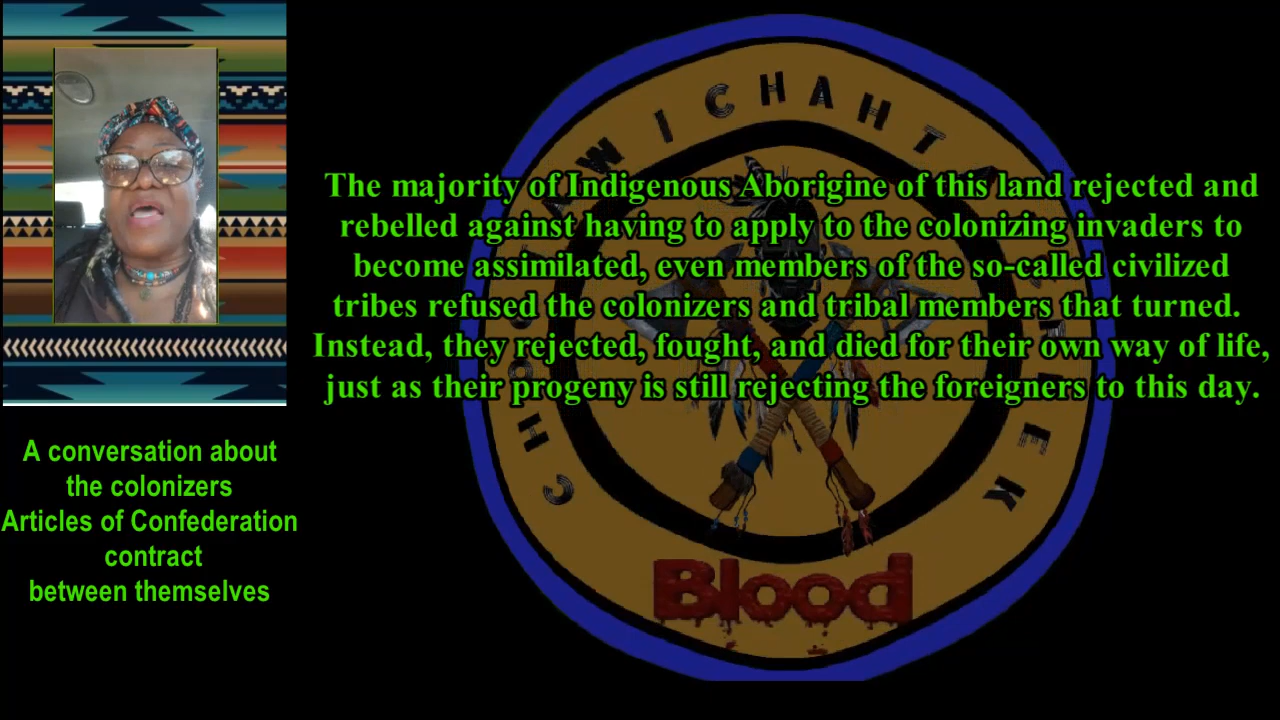 The majority of Indigenous Aborigine of this land rejected and
rebelled against having to apply to the colonizing invaders to
become assimilated, even members of the so-called civilized
tribes refused the colonizers and tribal members that turned.
Instead, they rejected, fought, and died for their own way of life,
just as their progeny is still rejecting the foreigners to this day.
A conversation about
the colonizers
Articles of Confederation
contract
between themselves
Blood